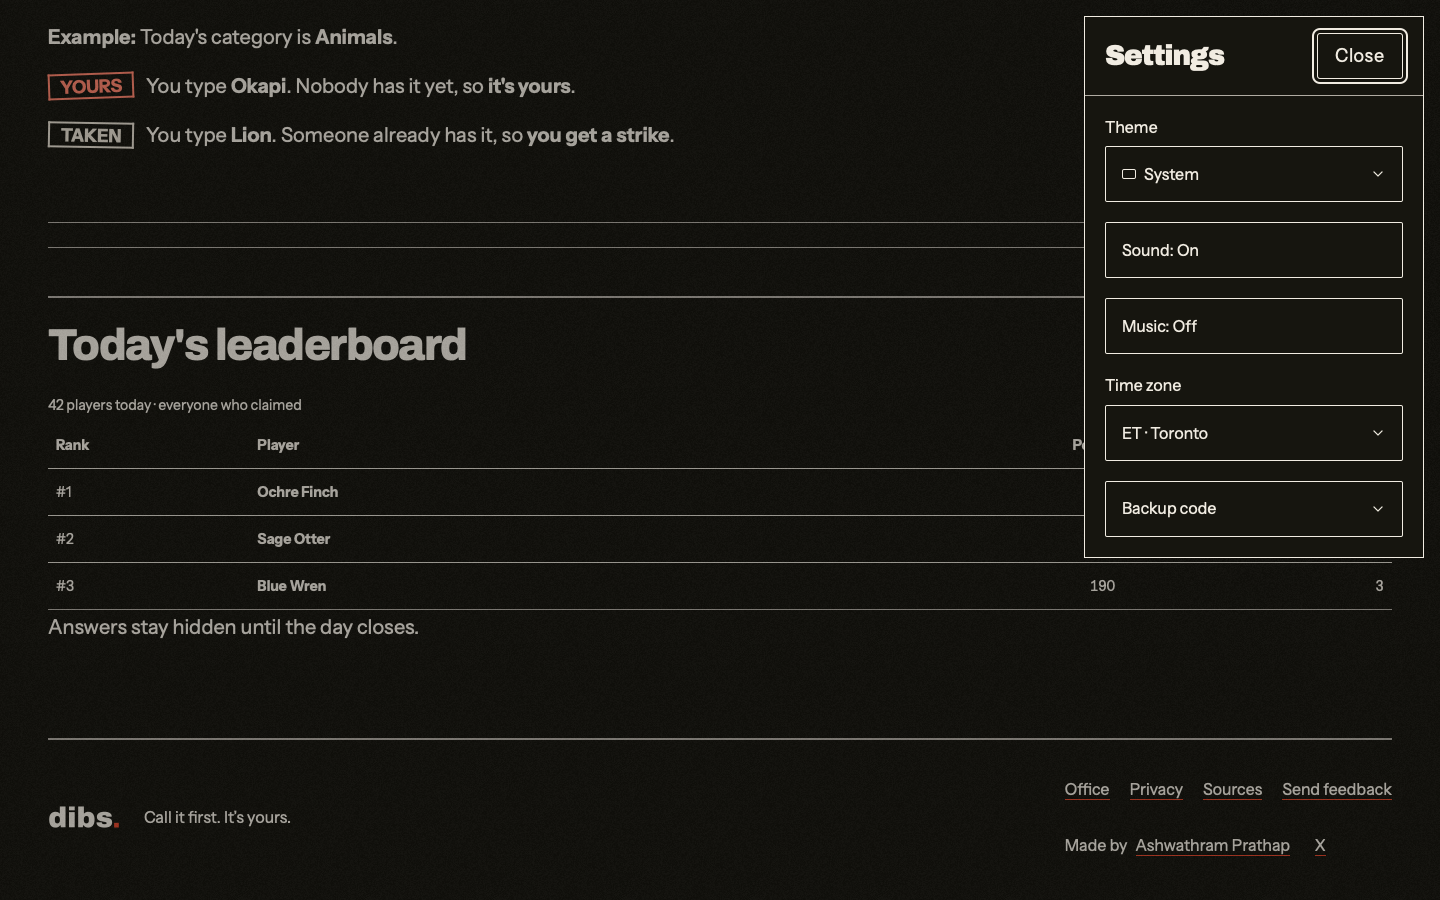 Example: Today's category is Animals.
YOURS You type Okapi. Nobody has it yet, so it's yours.
TAKEN You type Lion. Someone already has it, so you get a strike.
Today's leaderboard
42 players today · everyone who claimed
Rank Player
#1 Ochre Finch
#2 Sage Otter
#3 Blue Wren 190 3
Answers stay hidden until the day closes.
Settings Close
Theme
System
Sound: On
Music: Off
Time zone
ET · Toronto
Backup code
dibs. Call it first. It's yours.
Office Privacy Sources Send feedback
Made by Ashwathram Prathap X